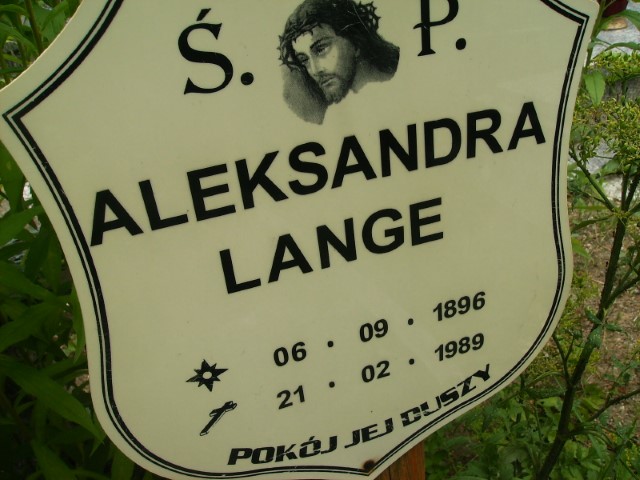 Ś. P.
ALEKSANDRA
LANGE
06 · 09 · 1896
21 · 02 · 1989
POKÓJ JEJ DUSZY